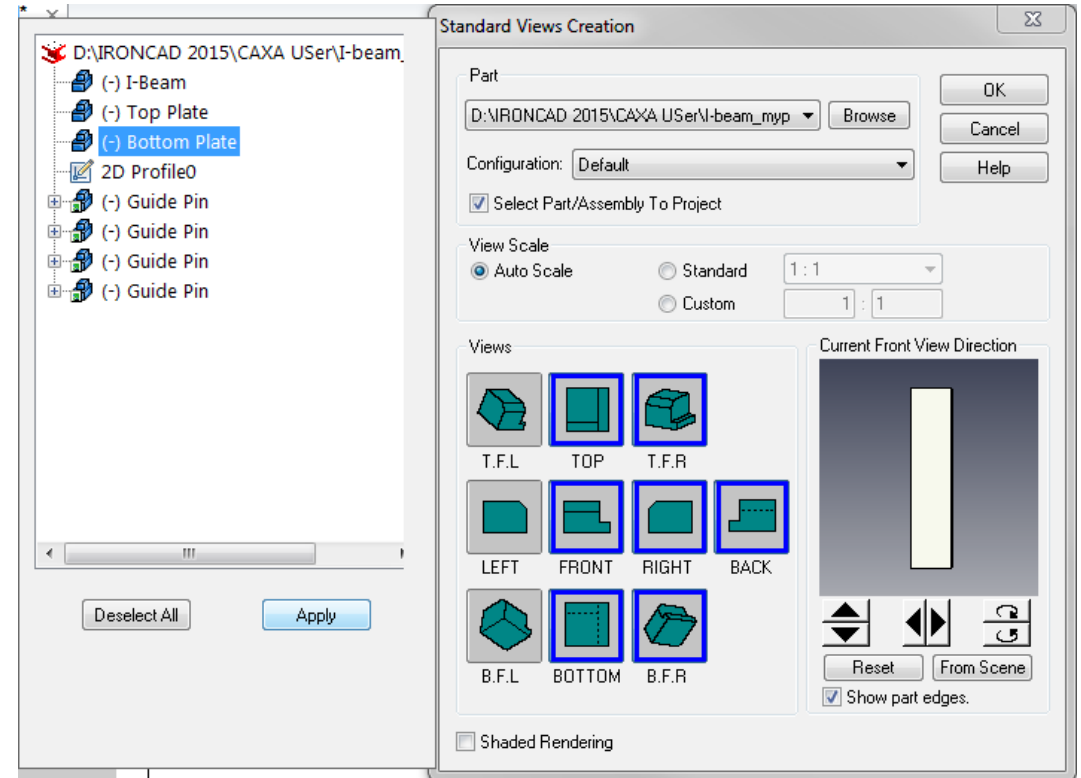 *
D:\IRONCAD 2015\CAXA USer\I-beam_
(-) I-Beam
(-) Top Plate
(-) Bottom Plate
2D Profile0
(-) Guide Pin
(-) Guide Pin
(-) Guide Pin
(-) Guide Pin
Deselect All
Apply
Standard Views Creation
Part
D:\IRONCAD 2015\CAXA USer\I-beam_myp
Browse
OK
Cancel
Configuration:
Default
Help
Select Part/Assembly To Project
View Scale
Auto Scale
Standard
1 : 1
Custom
1 : 1
Views
T.F.L
TOP
T.F.R
LEFT
FRONT
RIGHT
BACK
B.F.L
BOTTOM
B.F.R
Current Front View Direction
Reset
From Scene
Show part edges.
Shaded Rendering